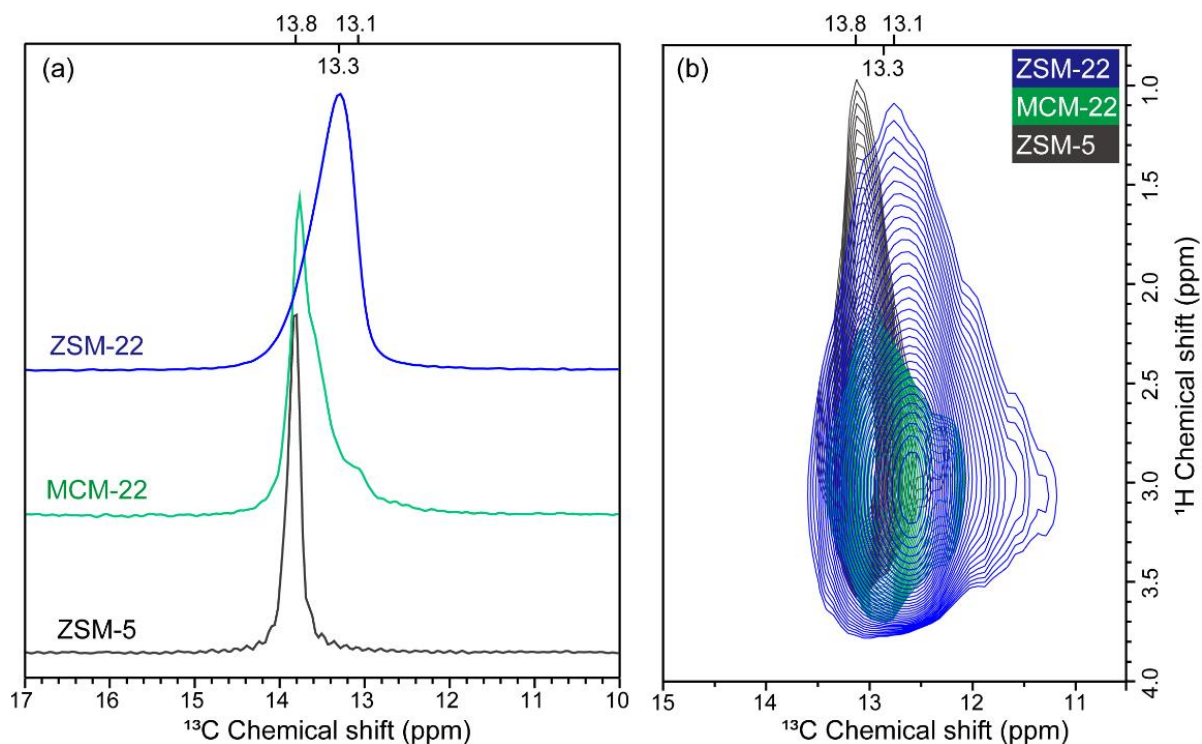 13.8 13.1
13.3
(a)
ZSM-22
MCM-22
ZSM-5
17 16 15 14 13 12 11 10
¹³C Chemical shift (ppm)
13.8 13.1
13.3
(b)
ZSM-22
MCM-22
ZSM-5
1.0
1.5
2.0
2.5
3.0
3.5
4.0
¹H Chemical shift (ppm)
15 14 13 12 11
¹³C Chemical shift (ppm)